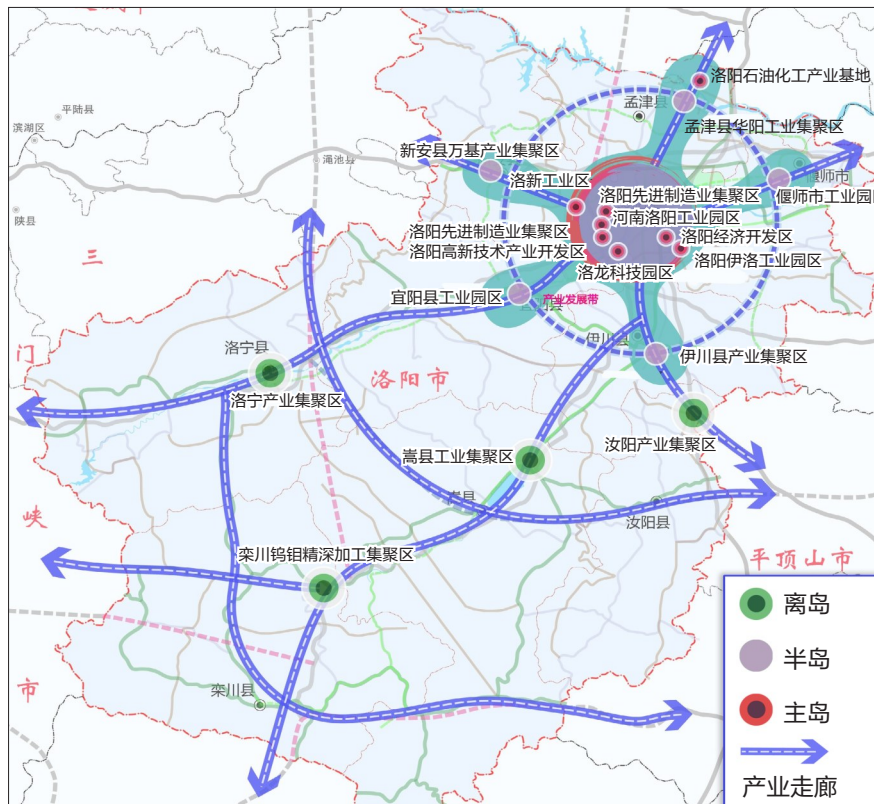 洛阳石油化工产业基地
孟津县
平陆县
滨湖区
孟津县华阳工业集聚区
新安县万基产业集聚区
渑池县
洛新工业区
偃师市
洛阳先进制造业集聚区
偃师市工业园
陕县
河南洛阳工业园区
洛阳先进制造业集聚区
洛阳经济开发区
三
洛阳高新技术产业开发区
洛阳伊洛工业园区
洛龙科技园区
宜阳县工业园区
产业发展带
伊川县
洛宁县
门
伊川县产业集聚区
洛阳市
洛宁产业集聚区
汝阳产业集聚区
嵩县工业集聚区
嵩县
汝阳县
峡
栾川钨钼精深加工集聚区
平顶山市
离岛
半岛
市
栾川县
主岛
产业走廊